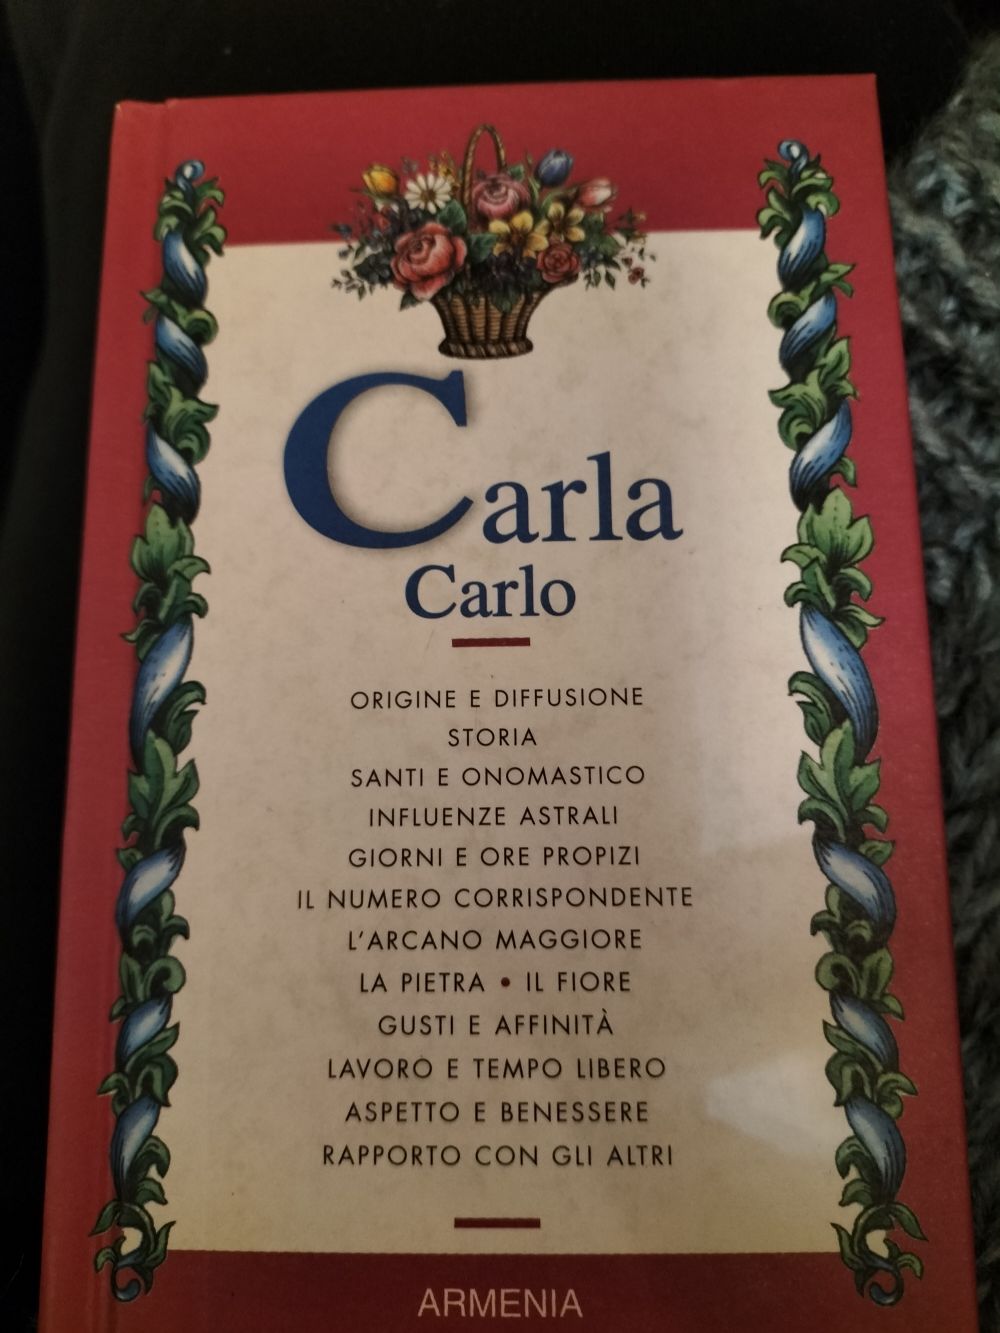 Carla
Carlo
ORIGINE E DIFFUSIONE
STORIA
SANTI E ONOMASTICO
INFLUENZE ASTRALI
GIORNI E ORE PROPIZI
IL NUMERO CORRISPONDENTE
L'ARCANO MAGGIORE
LA PIETRA • IL FIORE
GUSTI E AFFINITÀ
LAVORO E TEMPO LIBERO
ASPETTO E BENESSERE
RAPPORTO CON GLI ALTRI
ARMENIA